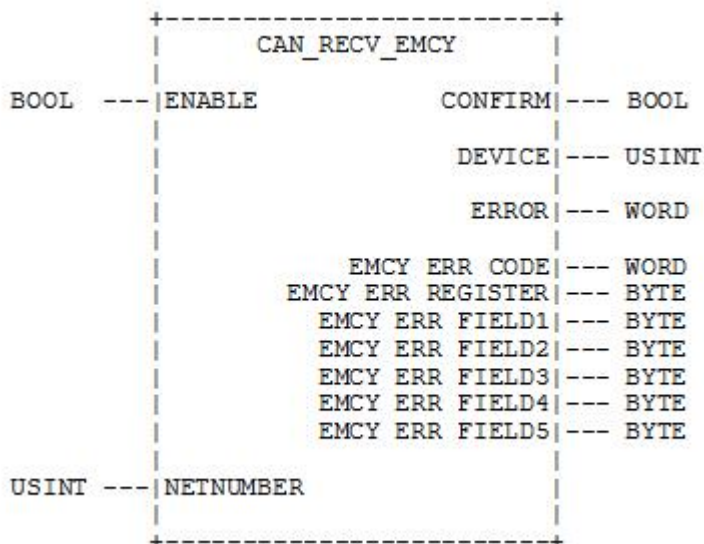 CAN_RECV_EMCY
BOOL ---|ENABLE CONFIRM|--- BOOL
DEVICE|--- USINT
ERROR|--- WORD
EMCY ERR CODE|--- WORD
EMCY ERR REGISTER|--- BYTE
EMCY ERR FIELD1|--- BYTE
EMCY ERR FIELD2|--- BYTE
EMCY ERR FIELD3|--- BYTE
EMCY ERR FIELD4|--- BYTE
EMCY ERR FIELD5|--- BYTE
USINT ---|NETNUMBER